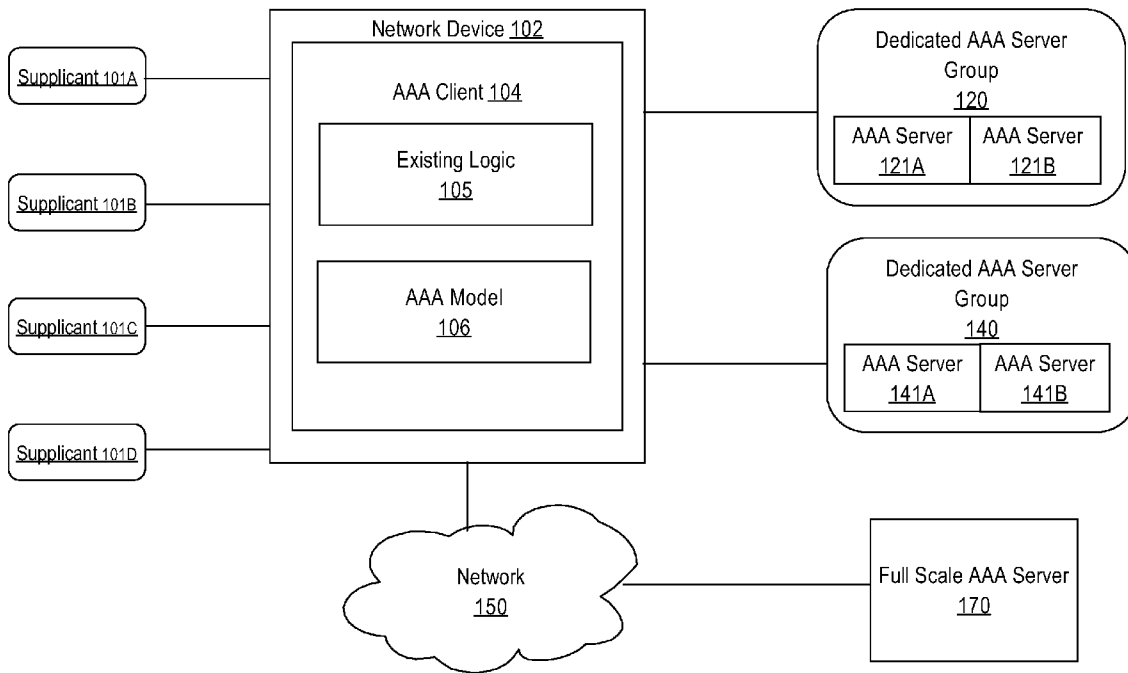 Supplicant 101A
Supplicant 101B
Supplicant 101C
Supplicant 101D
Network Device 102
AAA Client 104
Existing Logic
105
AAA Model
106
Dedicated AAA Server
Group
120
AAA Server
121A
AAA Server
121B
Dedicated AAA Server
Group
140
AAA Server
141A
AAA Server
141B
Network
150
Full Scale AAA Server
170